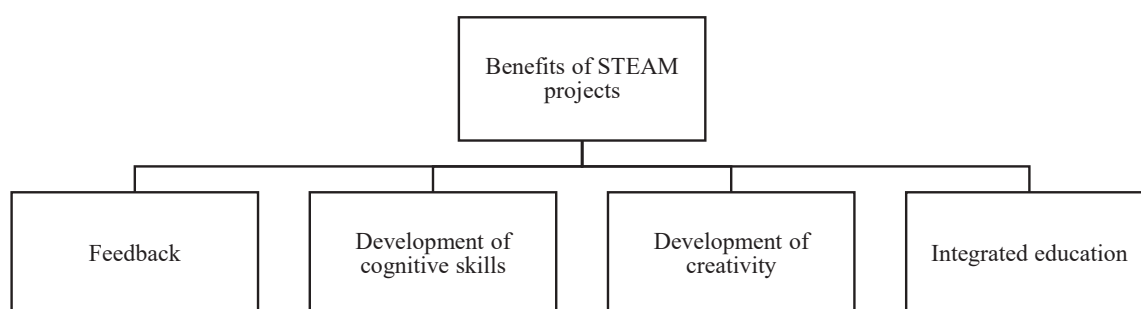 Benefits of STEAM
projects
Feedback
Development of
cognitive skills
Development of
creativity
Integrated education